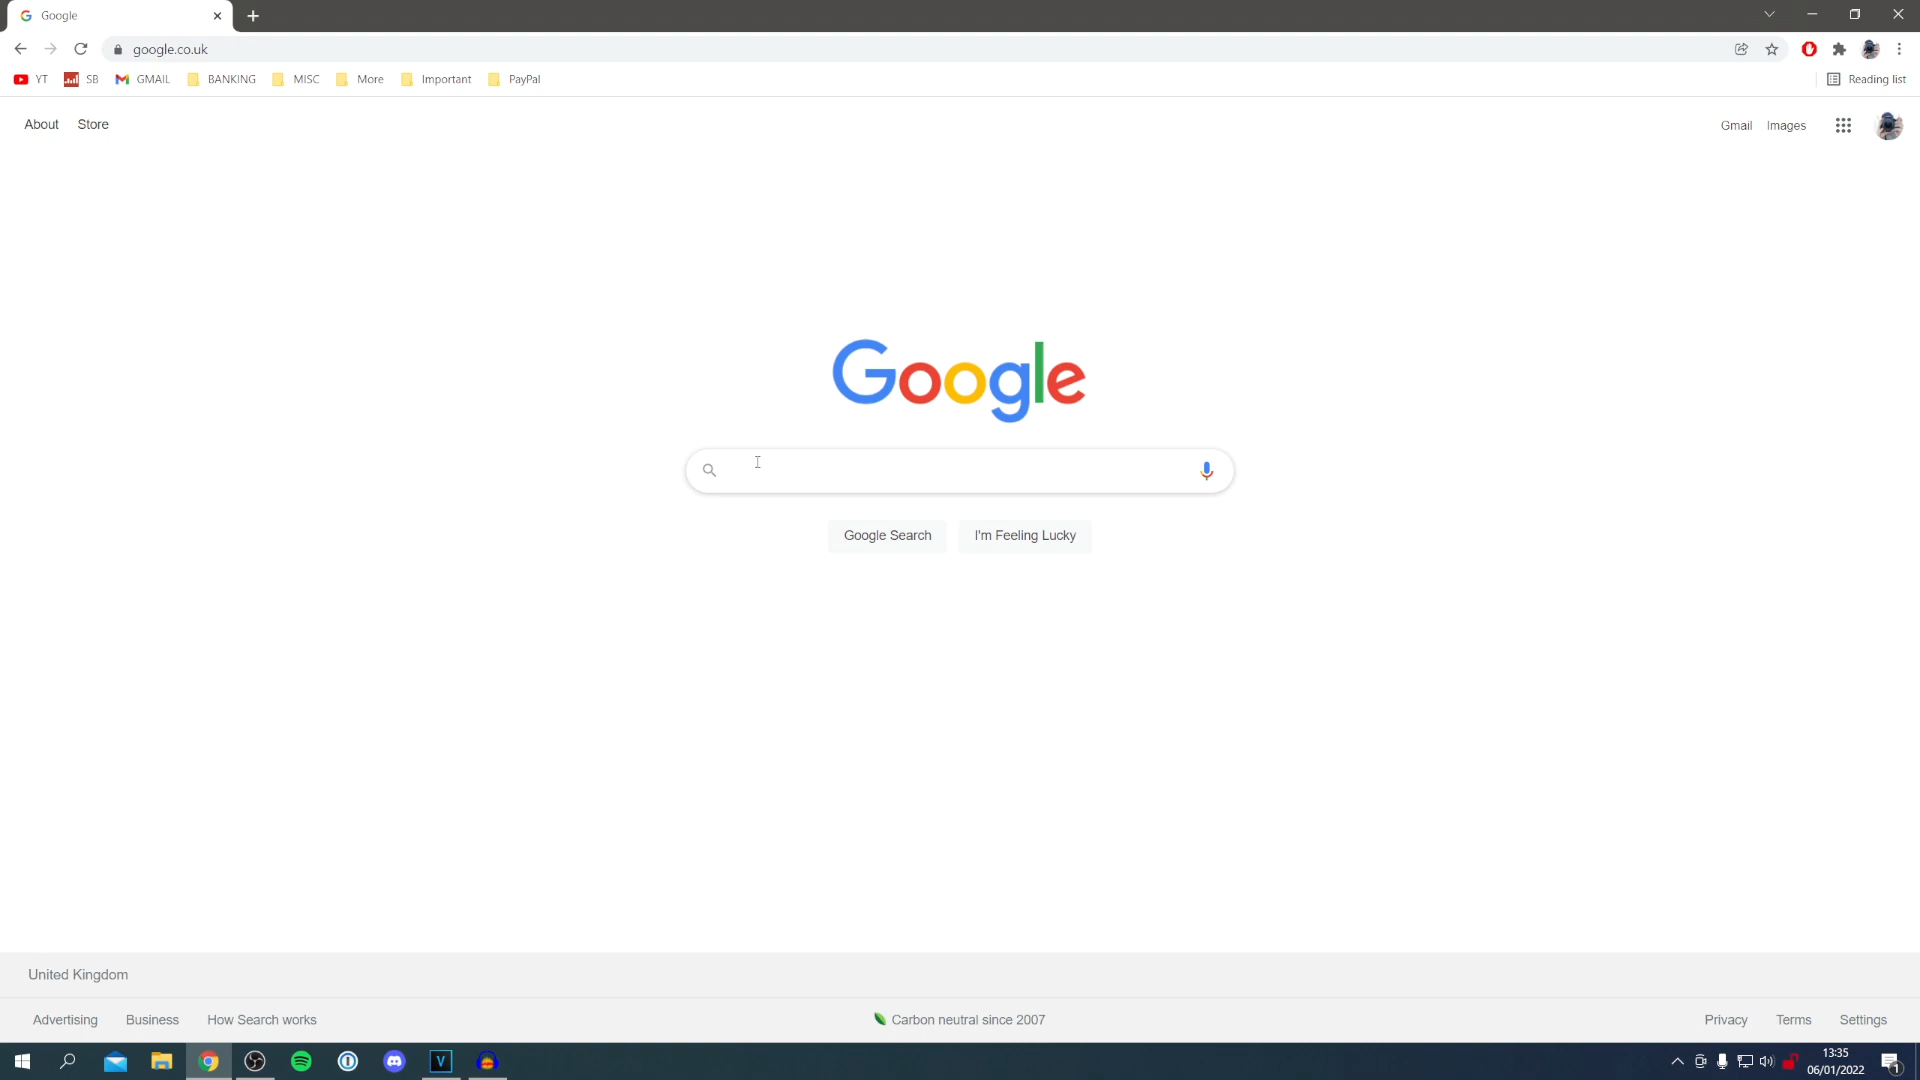 Google
google.co.uk
YT SB GMAIL BANKING MISC More Important PayPal Reading list
About Store Gmail Images
Google
Google Search I'm Feeling Lucky
United Kingdom
Advertising Business How Search works Carbon neutral since 2007 Privacy Terms Settings
V 13:35
06/01/2022 1